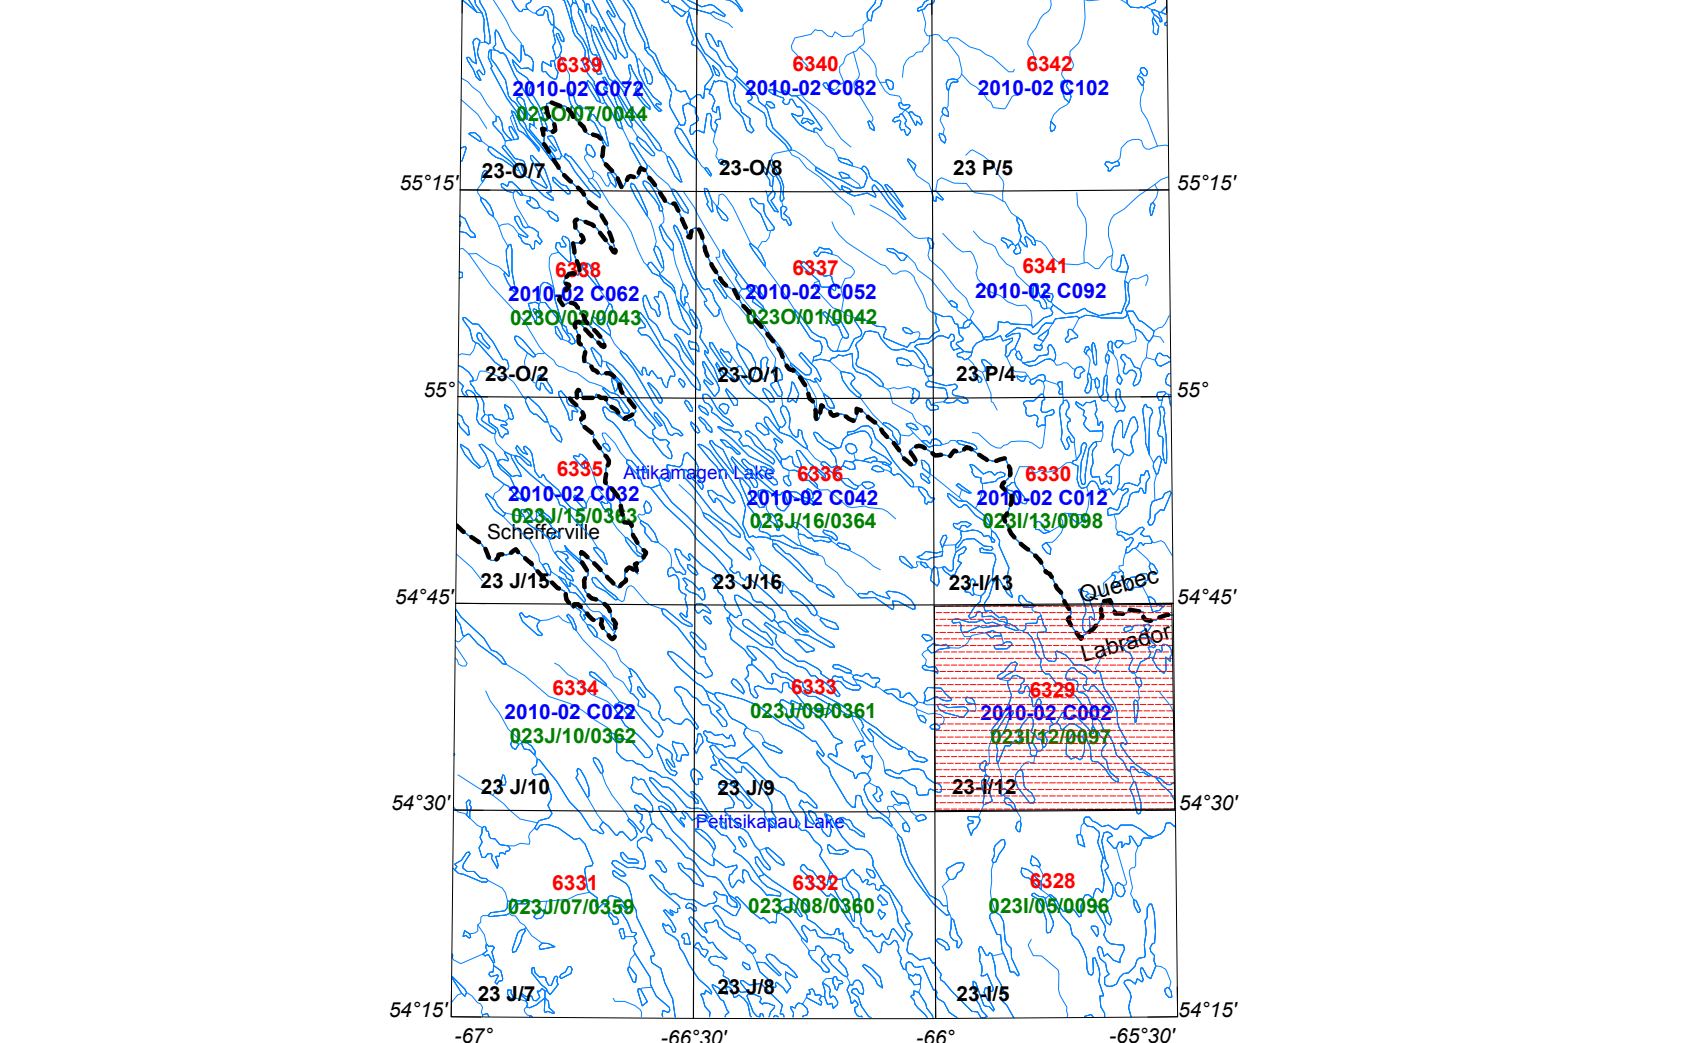 6339
2010-02 C072
023O/07/0044
23-O/7
6340
2010-02 C082
23-O/8
6342
2010-02 C102
23 P/5
55°15'
55°15'
6338
2010-02 C062
023O/02/0043
23-O/2
6337
2010-02 C052
023O/01/0042
23-O/1
6341
2010-02 C092
23 P/4
55°
55°
6335
2010-02 C032
023J/15/0363
Schefferville
23 J/15
Attikamagen Lake
6336
2010-02 C042
023J/16/0364
23 J/16
6330
2010-02 C012
023I/13/0098
23-I/13
Quebec
54°45'
54°45'
Labrador
6334
2010-02 C022
023J/10/0362
23 J/10
6333
023J/09/0361
23 J/9
6329
2010-02 C002
023I/12/0097
23-I/12
54°30'
54°30'
Petitsikapau Lake
6331
023J/07/0359
23 J/7
6332
023J/08/0360
23 J/8
6328
023I/05/0096
23-I/5
54°15'
54°15'
-67°
-66°30'
-66°
-65°30'